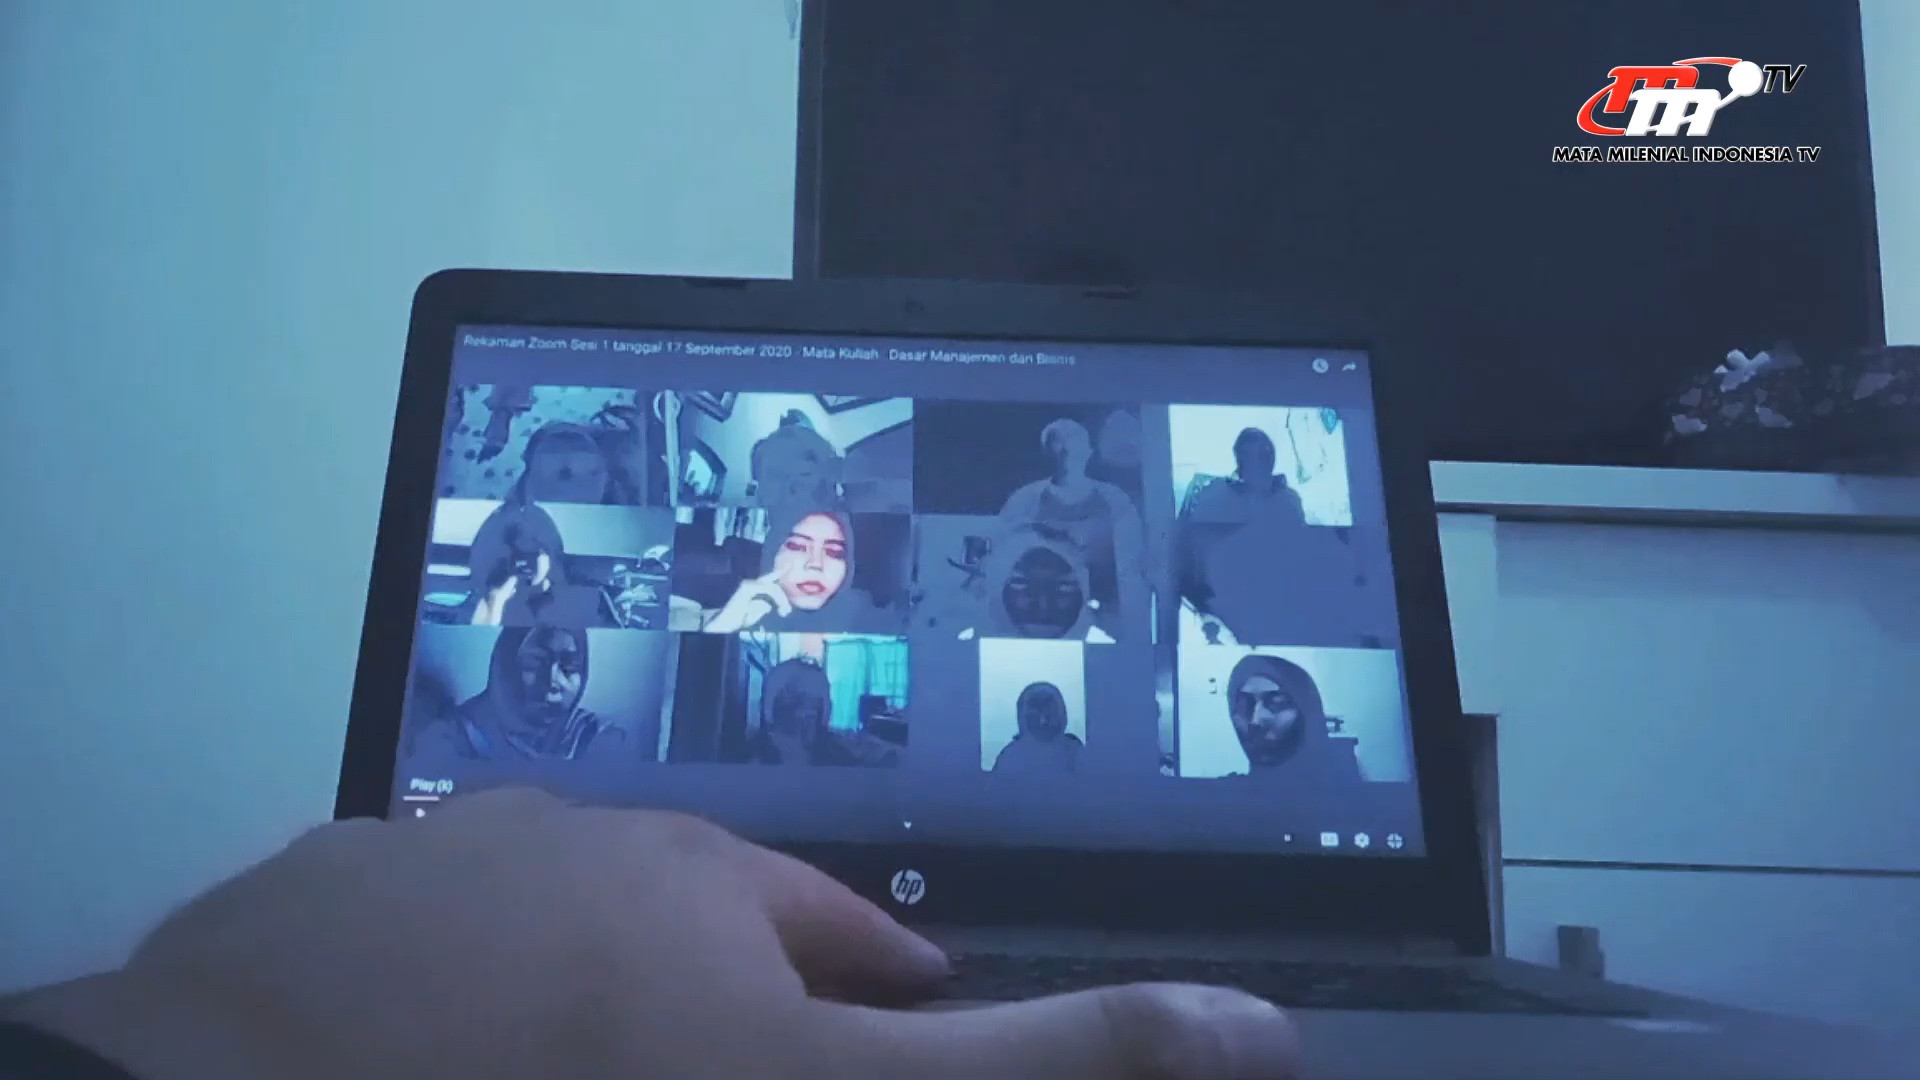 TV
MATA MILENIAL INDONESIA TV
Rekaman Zoom Sesi 1 tanggal 17 September 2020 - Mata Kuliah : Dasar Manajemen dan Bisnis
Play (k)
hp